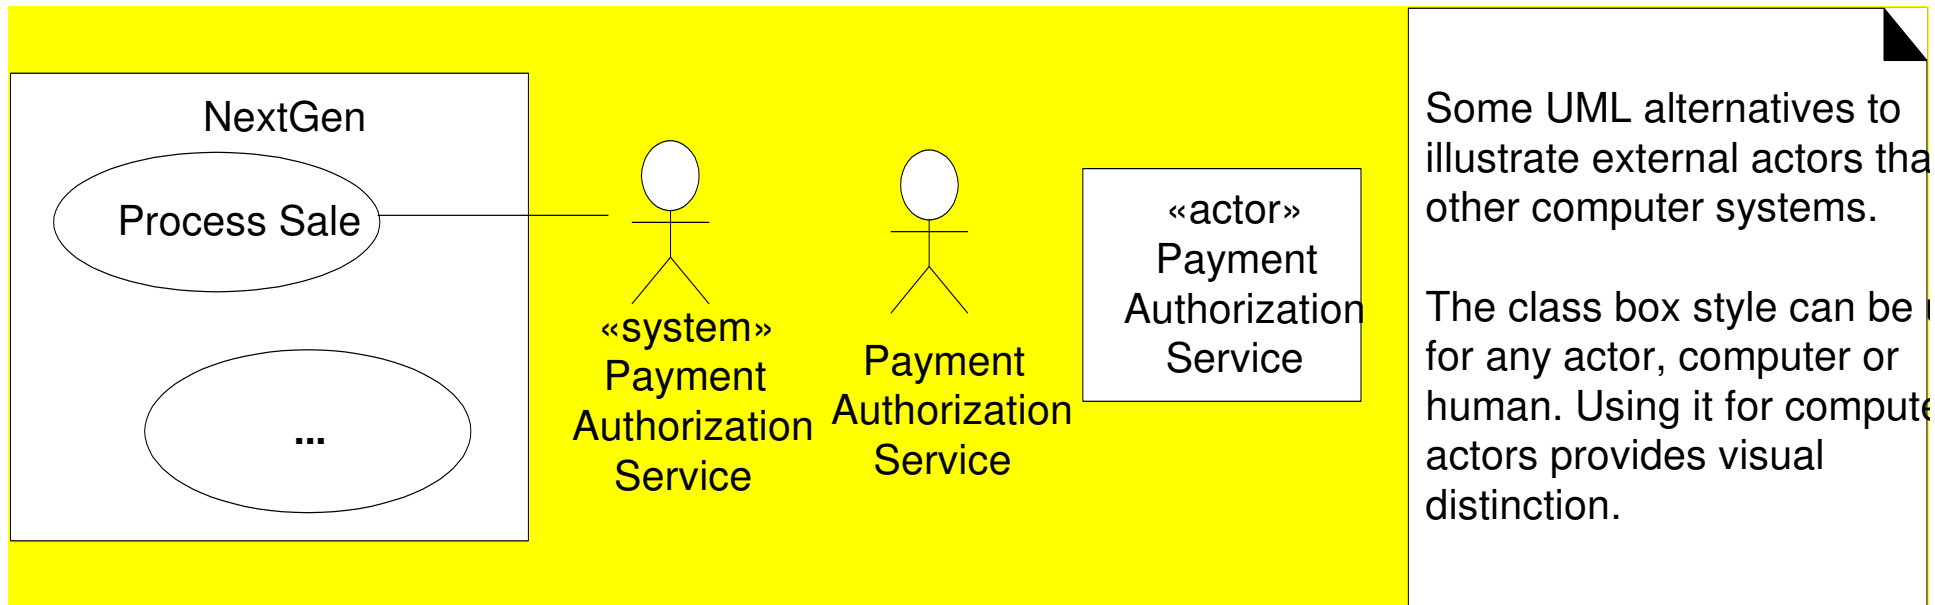 NextGen
Process Sale
...
«system»
Payment
Authorization
Service
Payment
Authorization
Service
«actor»
Payment
Authorization
Service
Some UML alternatives to
illustrate external actors tha
other computer systems.
The class box style can be
for any actor, computer or
human. Using it for compute
actors provides visual
distinction.